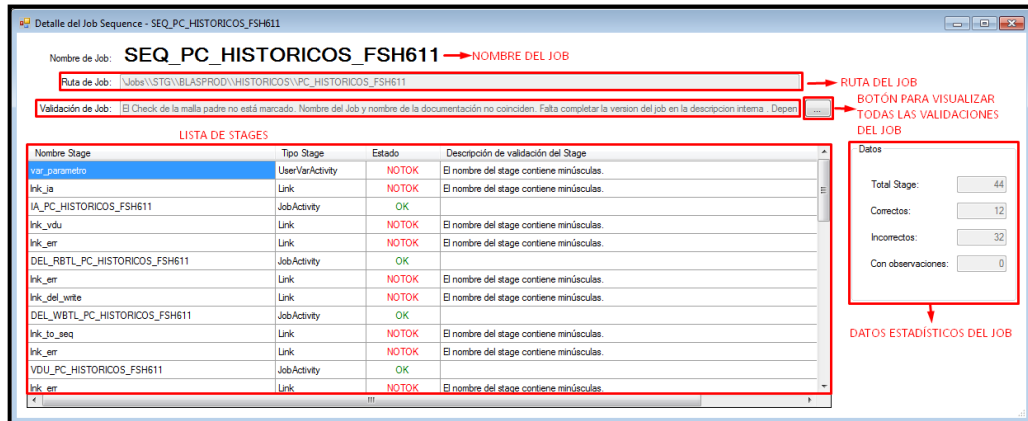 Detalle del Job Sequence - SEQ_PC_HISTORICOS_FSH611
Nombre de Job: SEQ_PC_HISTORICOS_FSH611 NOMBRE DEL JOB
Ruta de Job: \Jobs\\STG\\BLASPROD\\HISTORICOS\\PC_HISTORICOS_FSH611 RUTA DEL JOB
Validación de Job: El Check de la malla padre no está marcado. Nombre del Job y nombre de la documentación no coinciden. Falta completar la version del job en la descripcion interna . Depen ...
BOTÓN PARA VISUALIZAR
TODAS LAS VALIDACIONES
DEL JOB
LISTA DE STAGES
Nombre Stage Tipo Stage Estado Descripción de validación del Stage
var_parametro UserVarActivity NOTOK El nombre del stage contiene minúsculas.
lnk_ia Link NOTOK El nombre del stage contiene minúsculas.
IA_PC_HISTORICOS_FSH611 JobActivity OK
lnk_vdu Link NOTOK El nombre del stage contiene minúsculas.
lnk_err Link NOTOK El nombre del stage contiene minúsculas.
DEL_RBTL_PC_HISTORICOS_FSH611 JobActivity OK
lnk_err Link NOTOK El nombre del stage contiene minúsculas.
lnk_del_write Link NOTOK El nombre del stage contiene minúsculas.
DEL_WBTL_PC_HISTORICOS_FSH611 JobActivity OK
lnk_to_seq Link NOTOK El nombre del stage contiene minúsculas.
lnk_err Link NOTOK El nombre del stage contiene minúsculas.
VDU_PC_HISTORICOS_FSH611 JobActivity OK
lnk_err Link NOTOK El nombre del stage contiene minúsculas.
Datos
Total Stage: 44
Correctos: 12
Incorrectos: 32
Con observaciones: 0
DATOS ESTADÍSTICOS DEL JOB